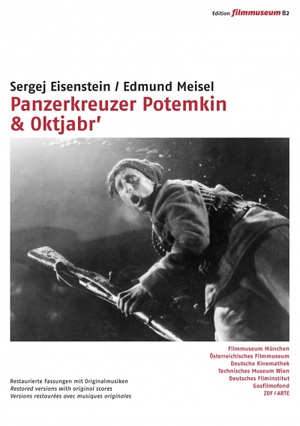 Edition filmmuseum 82
Sergej Eisenstein / Edmund Meisel
Panzerkreuzer Potemkin
& Oktjabr'
Filmmuseum München
Österreichisches Filmmuseum
Deutsche Kinemathek
Technisches Museum Wien
Deutsches Filminstitut
Gosfilmofond
ZDF / ARTE
Restaurierte Fassungen mit Originalmusiken
Restored versions with original scores
Versions restaurées avec musiques originales